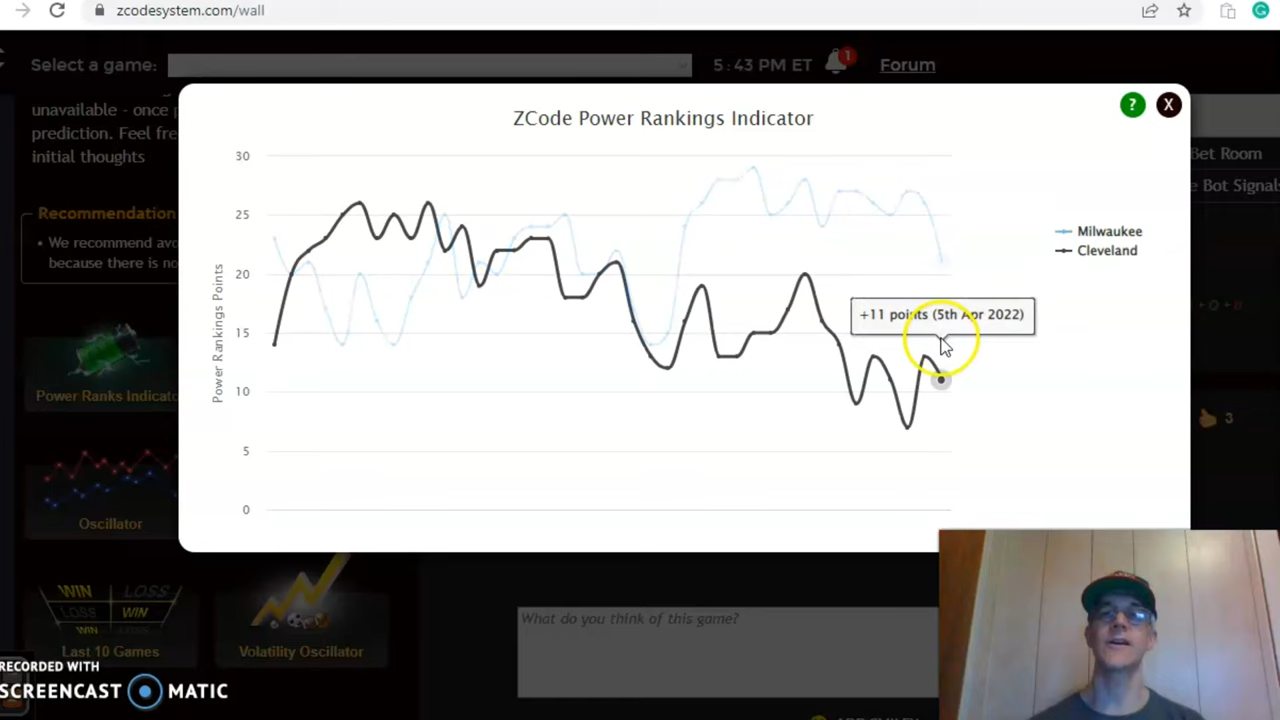 zcodesystem.com/wall
Select a game:
5:43 PM ET
1
Forum
unavailable - once
prediction. Feel fre
initial thoughts
Recommendation
• We recommend avo
because there is no
Power Ranks Indicato
Oscillator
WIN LOSS
LOSS WIN
WIN
Last 10 Games
Volatility Oscillator
ZCode Power Rankings Indicator
?
X
Power Rankings Points
30
25
20
15
10
5
0
Milwaukee
Cleveland
+11 points (5th Apr 2022)
Bet Room
e Bot Signals
+ O +
3
What do you think of this game?
RECORDED WITH
SCREENCAST MATIC